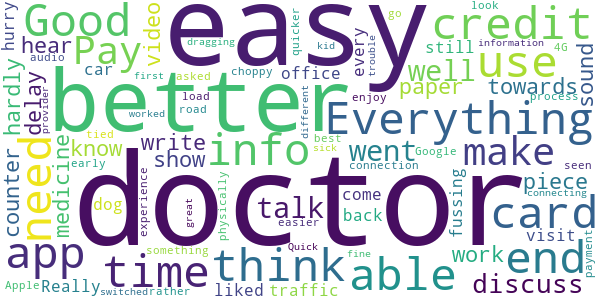 Good
Pay
hear
video
easy
go
look
quicker
dragging
kid
every
trouble
credit
information
4G
still
audio
car
choppy
office
hurry
hardly
delay
provider
better
use
well
paper
towards
process
sound
first
asked
load
road
worked
tied
need
medicine
know
write
show
info
different
Everything
enjoy
best
sick
Google
seen
connection
connecting
fussing
make
counter
early
dog
experience
great
physically
went
piece
doctor
talk
easier
come
back
card
visit
payment
app
time
something
Quick
think
fine
able
work
end
discuss
Apple
Really
switched
rather
liked
traffic